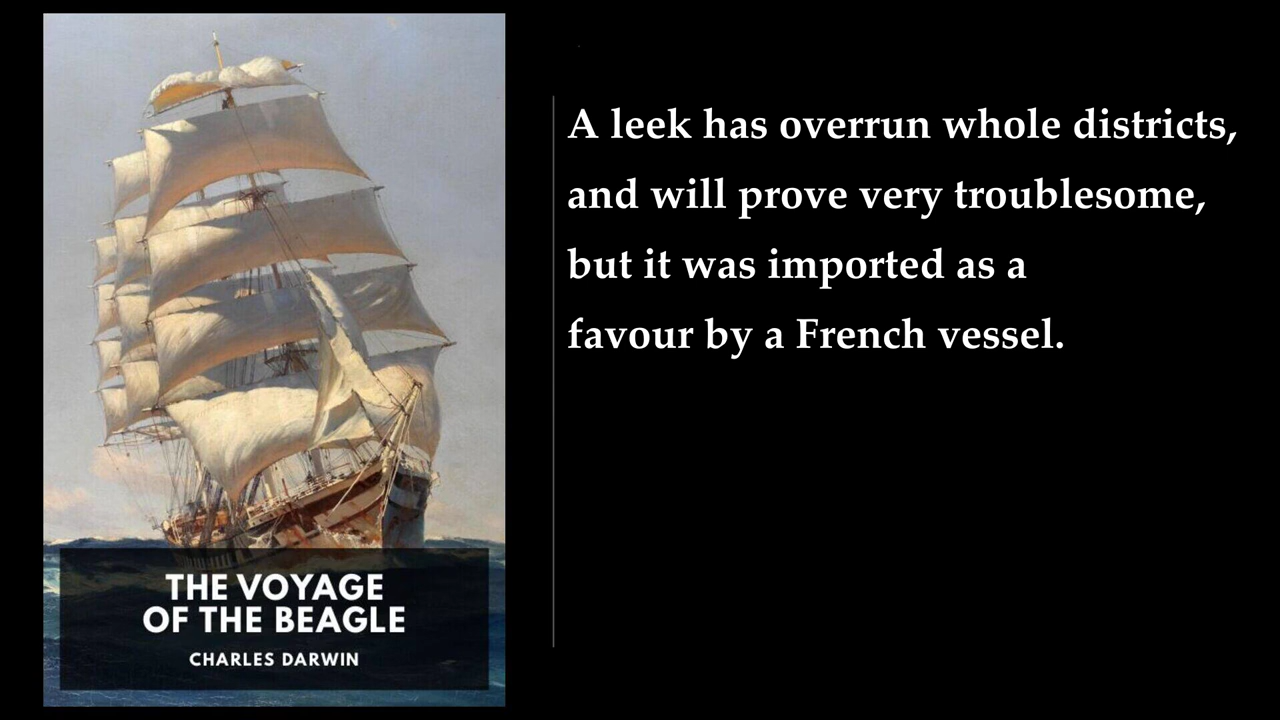 THE VOYAGE
OF THE BEAGLE
CHARLES DARWIN
A leek has overrun whole districts,
and will prove very troublesome,
but it was imported as a
favour by a French vessel.